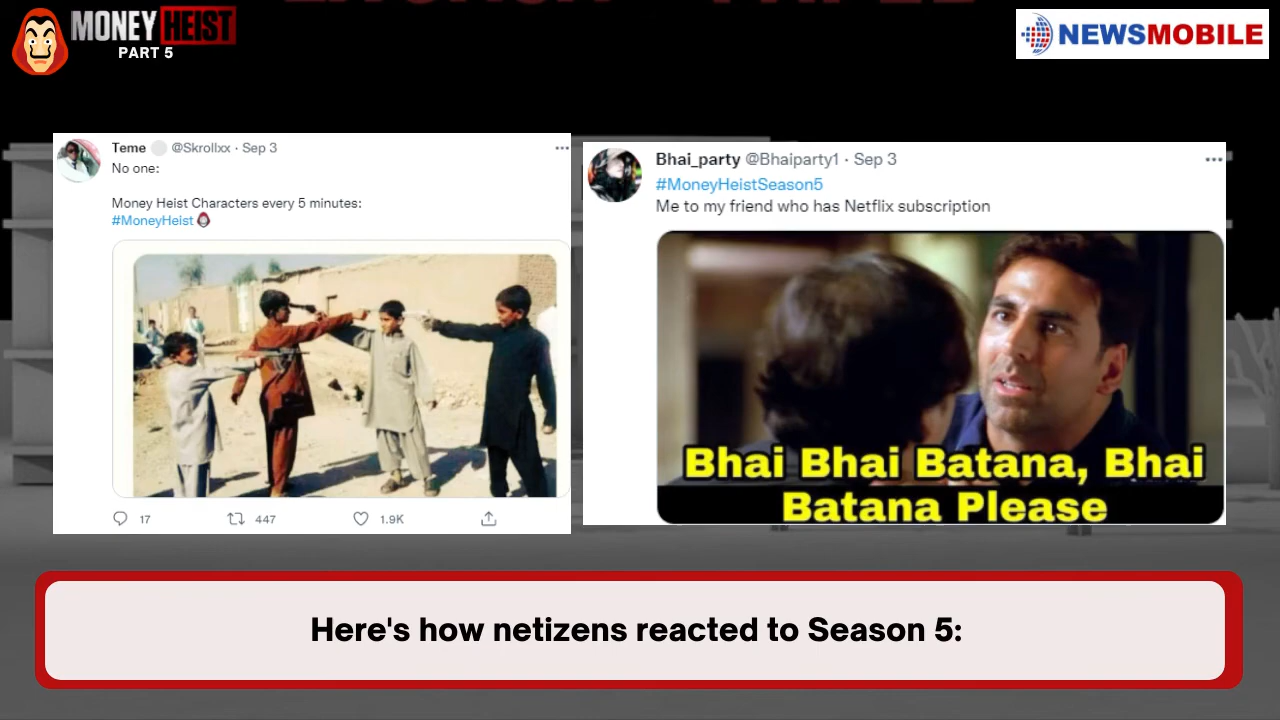 MONEY HEIST
PART 5
NEWSMOBILE
Teme @Skrollxx · Sep 3
No one:
Money Heist Characters every 5 minutes:
#MoneyHeist
17 447 1.9K
Bhai_party @Bhaiparty1 · Sep 3
#MoneyHeistSeason5
Me to my friend who has Netflix subscription
Bhai Bhai Batana, Bhai
Batana Please
Here's how netizens reacted to Season 5: